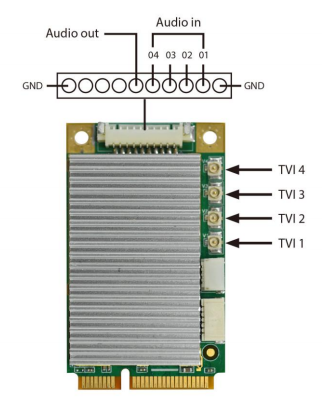 Audio in
Audio out
04 03 02 01
GND GND
TVI 4
TVI 3
TVI 2
TVI 1